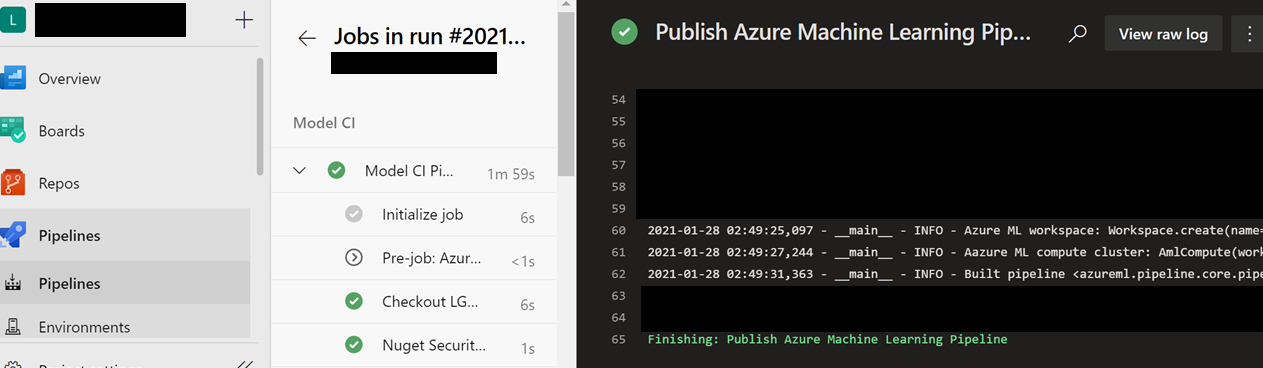 L
Overview
Boards
Repos
Pipelines
Pipelines
Environments
Project settings
Jobs in run #2021...
Model CI
Model CI Pi... 1m 59s
Initialize job 6s
Pre-job: Azur... <1s
Checkout LG... 6s
Nuget Securit... 1s
Publish Azure Machine Learning Pip...
View raw log
54
55
56
57
58
59
60 2021-01-28 02:49:25,097 - __main__ - INFO - Azure ML workspace: Workspace.create(name=
61 2021-01-28 02:49:27,244 - __main__ - INFO - Aazure ML compute cluster: AmlCompute(work
62 2021-01-28 02:49:31,363 - __main__ - INFO - Built pipeline <azureml.pipeline.core.pipe
63
64
65 Finishing: Publish Azure Machine Learning Pipeline